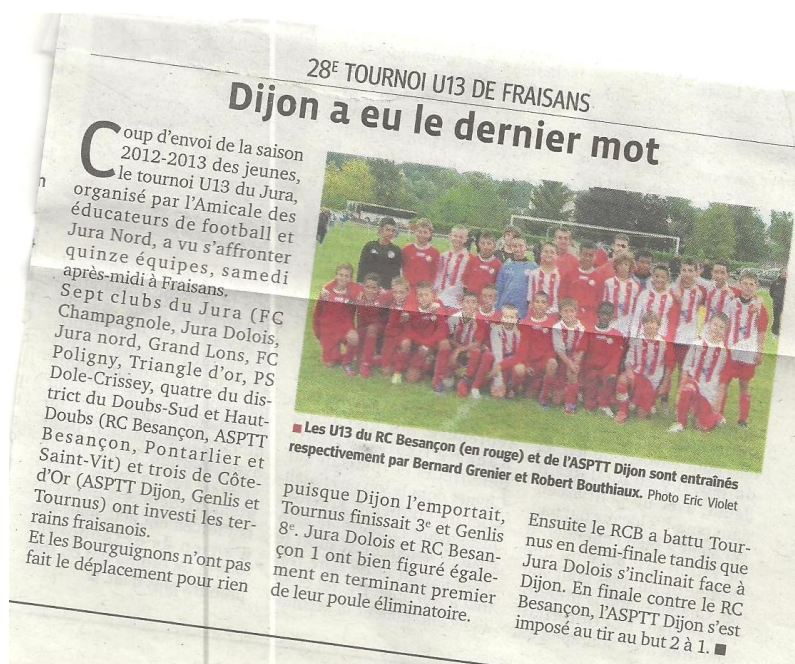 28E TOURNOI U13 DE FRAISANS
Dijon a eu le dernier mot
Coup d'envoi de la saison
2012-2013 des jeunes,
le tournoi U13 du Jura,
organisé par l'Amicale des
éducateurs de football et
Jura Nord, a vu s'affronter
quinze équipes, samedi
après-midi à Fraisans.
Sept clubs du Jura (FC
Champagnole, Jura Dolois,
Jura nord, Grand Lons, FC
Poligny, Triangle d'or, PS
Dole-Crissey, quatre du dis-
trict du Doubs-Sud et Haut-
Doubs (RC Besançon, ASPTT
Besançon, Pontarlier et
Saint-Vit) et trois de Côte-
d'Or (ASPTT Dijon, Genlis et
Tournus) ont investi les ter-
rains fraisanois.
Et les Bourguignons n'ont pas
fait le déplacement pour rien
■ Les U13 du RC Besançon (en rouge) et de l'ASPTT Dijon sont entraînés
respectivement par Bernard Grenier et Robert Bouthiaux. Photo Eric Violet
puisque Dijon l'emportait,
Tournus finissait 3e et Genlis
8e. Jura Dolois et RC Besan-
çon 1 ont bien figuré égale-
ment en terminant premier
de leur poule éliminatoire.
Ensuite le RCB a battu Tour-
nus en demi-finale tandis que
Jura Dolois s'inclinait face à
Dijon. En finale contre le RC
Besançon, l'ASPTT Dijon s'est
imposé au tir au but 2 à 1. ■